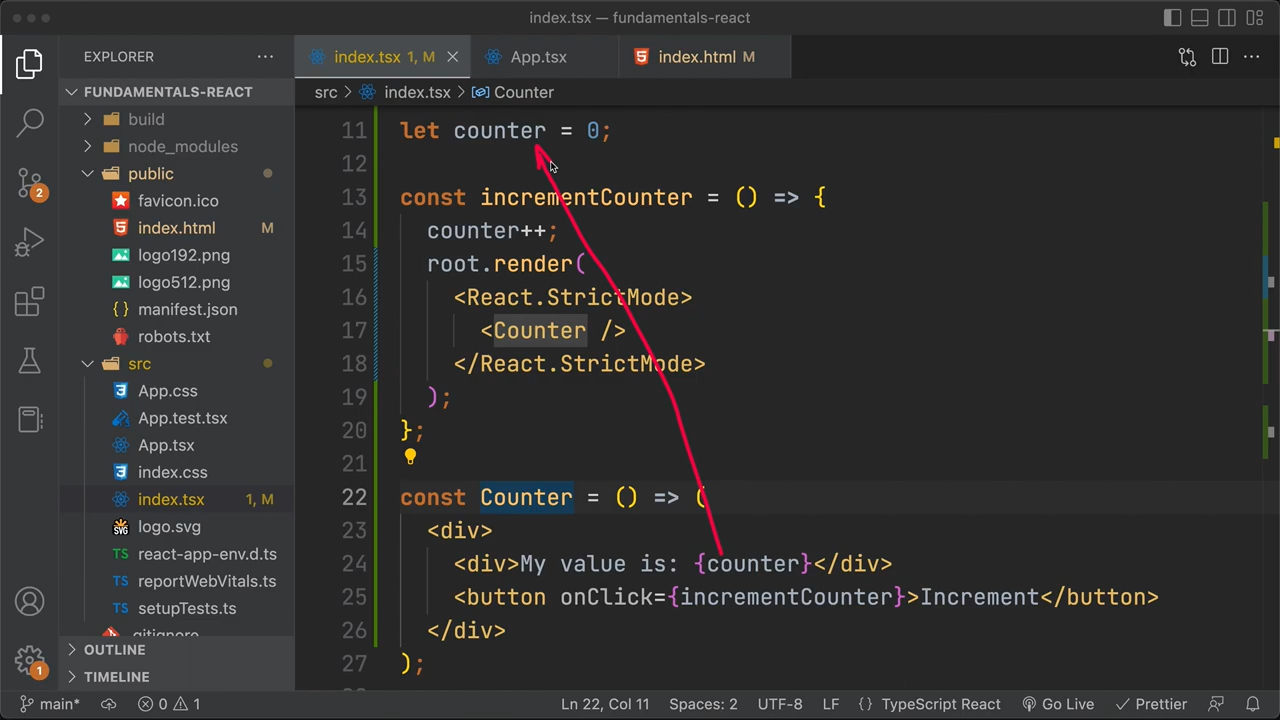 index.tsx — fundamentals-react
EXPLORER
index.tsx 1, M
App.tsx
index.html M
FUNDAMENTALS-REACT
src > index.tsx > Counter
build
node_modules
public
favicon.ico
index.html M
logo192.png
logo512.png
manifest.json
robots.txt
src
App.css
App.test.tsx
App.tsx
index.css
index.tsx 1, M
logo.svg
react-app-env.d.ts
reportWebVitals.ts
setupTests.ts
.gitignore
OUTLINE
TIMELINE
2
1
11 let counter = 0;
12
13 const incrementCounter = () => {
14 counter++;
15 root.render(
16 <React.StrictMode>
17 <Counter />
18 </React.StrictMode>
19 );
20 };
21
22 const Counter = () => (
23 <div>
24 <div>My value is: {counter}</div>
25 <button onClick={incrementCounter}>Increment</button>
26 </div>
27 );
main* 0 1 Ln 22, Col 11 Spaces: 2 UTF-8 LF {} TypeScript React Go Live Prettier